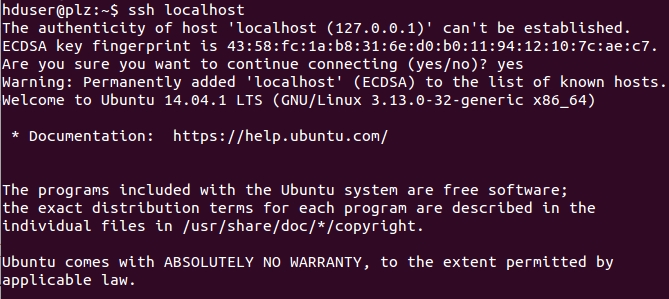 hduser@plz:~$ ssh localhost
The authenticity of host 'localhost (127.0.0.1)' can't be established.
ECDSA key fingerprint is 43:58:fc:1a:b8:31:6e:d0:b0:11:94:12:10:7c:ae:c7.
Are you sure you want to continue connecting (yes/no)? yes
Warning: Permanently added 'localhost' (ECDSA) to the list of known hosts.
Welcome to Ubuntu 14.04.1 LTS (GNU/Linux 3.13.0-32-generic x86_64)
* Documentation:  https://help.ubuntu.com/
The programs included with the Ubuntu system are free software;
the exact distribution terms for each program are described in the
individual files in /usr/share/doc/*/copyright.
Ubuntu comes with ABSOLUTELY NO WARRANTY, to the extent permitted by
applicable law.